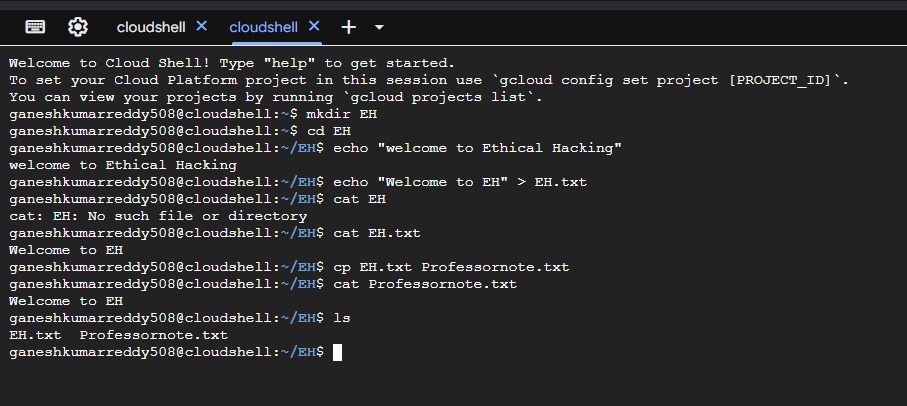 cloudshell cloudshell
Welcome to Cloud Shell! Type "help" to get started.
To set your Cloud Platform project in this session use `gcloud config set project [PROJECT_ID]`.
You can view your projects by running `gcloud projects list`.
ganeshkumarreddy508@cloudshell:~$ mkdir EH
ganeshkumarreddy508@cloudshell:~$ cd EH
ganeshkumarreddy508@cloudshell:~/EH$ echo "welcome to Ethical Hacking"
welcome to Ethical Hacking
ganeshkumarreddy508@cloudshell:~/EH$ echo "Welcome to EH" > EH.txt
ganeshkumarreddy508@cloudshell:~/EH$ cat EH
cat: EH: No such file or directory
ganeshkumarreddy508@cloudshell:~/EH$ cat EH.txt
Welcome to EH
ganeshkumarreddy508@cloudshell:~/EH$ cp EH.txt Professornote.txt
ganeshkumarreddy508@cloudshell:~/EH$ cat Professornote.txt
Welcome to EH
ganeshkumarreddy508@cloudshell:~/EH$ ls
EH.txt  Professornote.txt
ganeshkumarreddy508@cloudshell:~/EH$